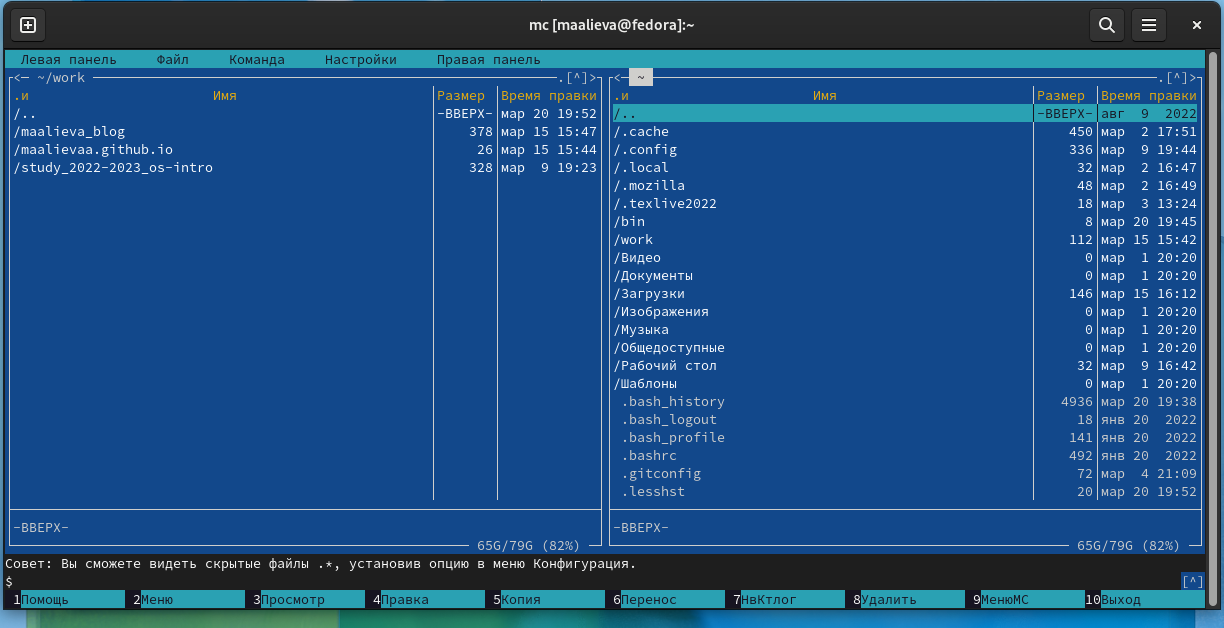 mc [maalieva@fedora]:~
Левая панель Файл Команда Настройки Правая панель
<─ ~/work .[^]>
.и Имя Размер Время правки
/.. -ВВЕРХ- мар 20 19:52
/maalieva_blog 378 мар 15 15:47
/maalievaa.github.io 26 мар 15 15:44
/study_2022-2023_os-intro 328 мар 9 19:23
-ВВЕРХ-
65G/79G (82%)
<─ ~ .[^]>
.и Имя Размер Время правки
/.. -ВВЕРХ- авг 9 2022
/.cache 450 мар 2 17:51
/.config 336 мар 9 19:44
/.local 32 мар 2 16:47
/.mozilla 48 мар 2 16:49
/.texlive2022 18 мар 3 13:24
/bin 8 мар 20 19:45
/work 112 мар 15 15:42
/Видео 0 мар 1 20:20
/Документы 0 мар 1 20:20
/Загрузки 146 мар 15 16:12
/Изображения 0 мар 1 20:20
/Музыка 0 мар 1 20:20
/Общедоступные 0 мар 1 20:20
/Рабочий стол 32 мар 9 16:42
/Шаблоны 0 мар 1 20:20
.bash_history 4936 мар 20 19:38
.bash_logout 18 янв 20 2022
.bash_profile 141 янв 20 2022
.bashrc 492 янв 20 2022
.gitconfig 72 мар 4 21:09
.lesshst 20 мар 20 19:52
-ВВЕРХ-
65G/79G (82%)
Совет: Вы сможете видеть скрытые файлы .*, установив опцию в меню Конфигурация.
$ [^]
1Помощь 2Меню 3Просмотр 4Правка 5Копия 6Перенос 7НвКтлог 8Удалить 9МенюМС 10Выход